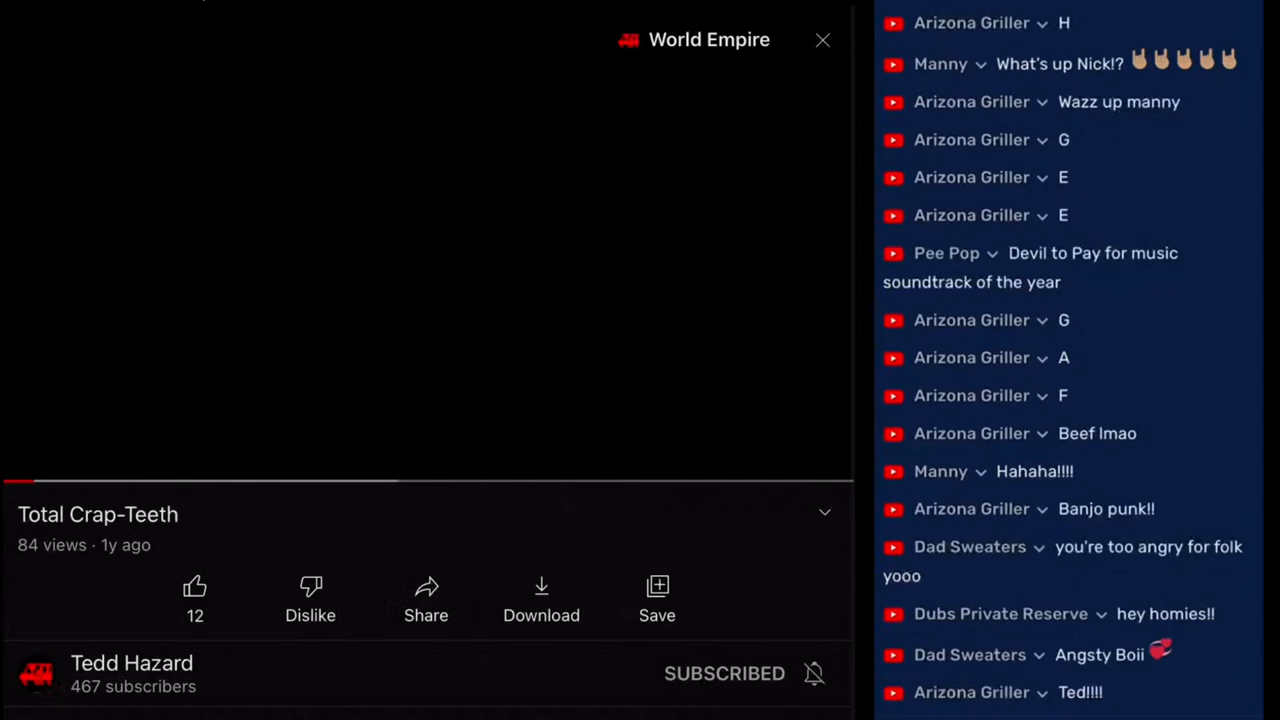 World Empire
Total Crap-Teeth
84 views · 1y ago
12
Dislike
Share
Download
Save
Tedd Hazard
467 subscribers
SUBSCRIBED
Arizona Griller H
Manny What's up Nick!? 🤘🏽🤘🏽🤘🏽🤘🏽🤘🏽
Arizona Griller Wazz up manny
Arizona Griller G
Arizona Griller E
Arizona Griller E
Pee Pop Devil to Pay for music
soundtrack of the year
Arizona Griller G
Arizona Griller A
Arizona Griller F
Arizona Griller Beef lmao
Manny Hahaha!!!!
Arizona Griller Banjo punk!!
Dad Sweaters you're too angry for folk
yooo
Dubs Private Reserve hey homies!!
Dad Sweaters Angsty Boii 💞
Arizona Griller Ted!!!!